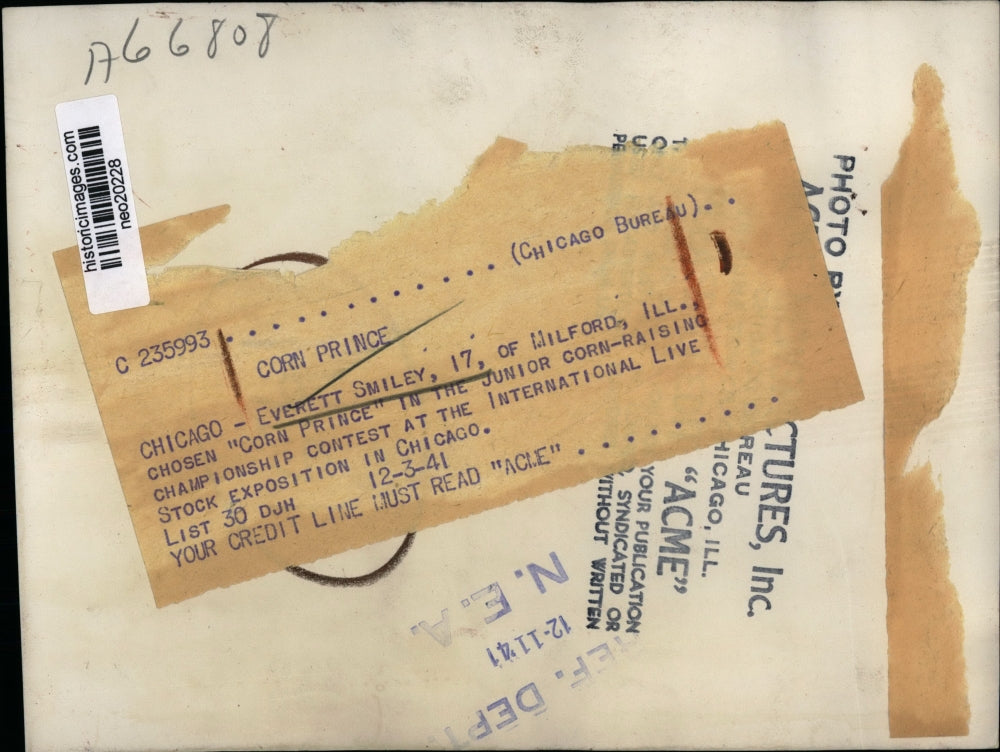 A66808
historicimages.com
neo20228
C 235993 . . . . . . . . . . . . . (CHICAGO BUREAU). . .
CORN PRINCE
CHICAGO - EVERETT SMILEY, 17, OF MILFORD, ILL.,
CHOSEN "CORN PRINCE" IN THE JUNIOR CORN-RAISING
CHAMPIONSHIP CONTEST AT THE INTERNATIONAL LIVE
STOCK EXPOSITION IN CHICAGO.
LIST 30 DJH 12-3-41
YOUR CREDIT LINE MUST READ "ACME" . . . . . . . . .
PHOTO BY
CTURES, Inc.
REAU
HICAGO, ILL.
"ACME"
YOUR PUBLICATION
SYNDICATED OR
ITHOUT WRITTEN
REF. DEPT.
12-11 41
N. E. A.